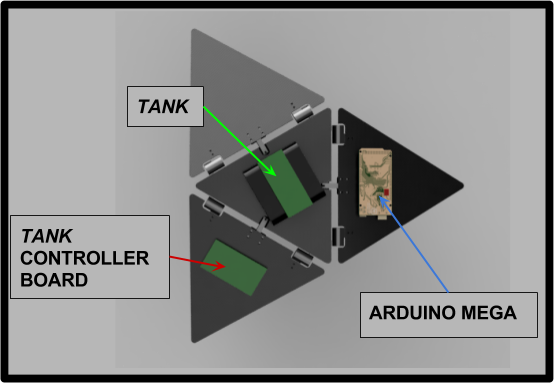 TANK
TANK
CONTROLLER
BOARD
ARDUINO MEGA